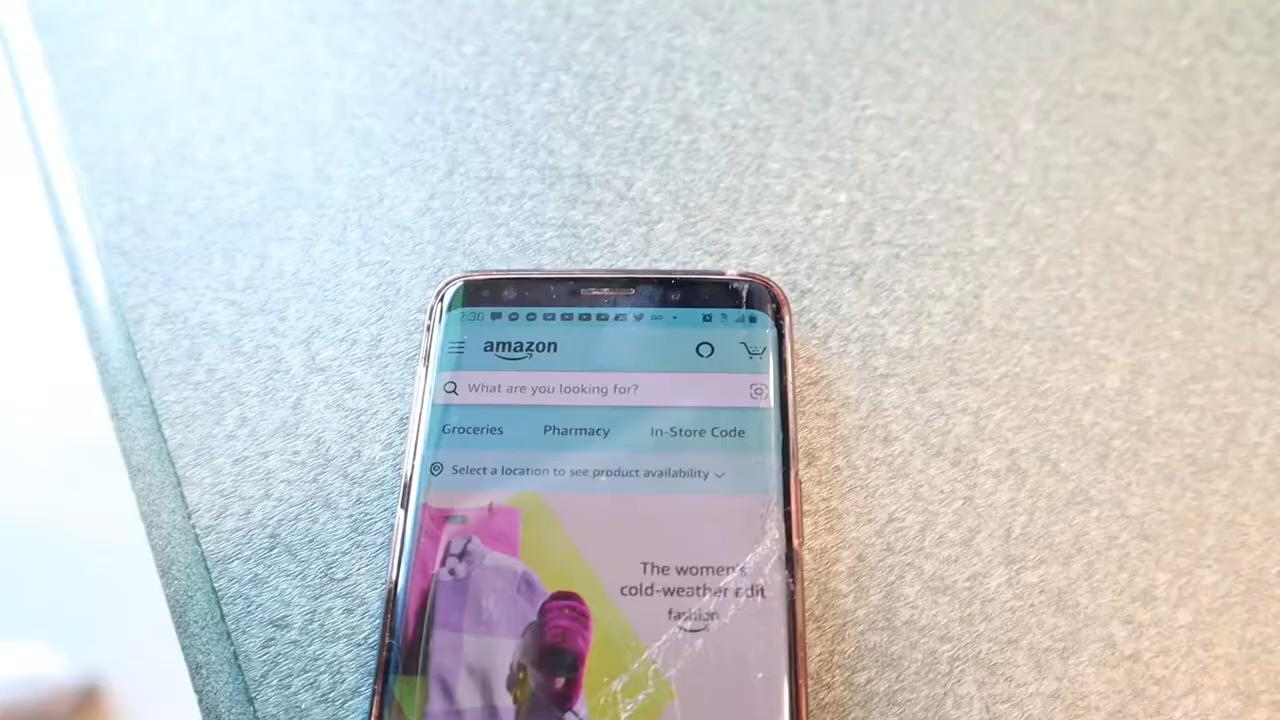 2:30
amazon
What are you looking for?
Groceries Pharmacy In-Store Code
Select a location to see product availability
The women's
cold-weather edit
fashion